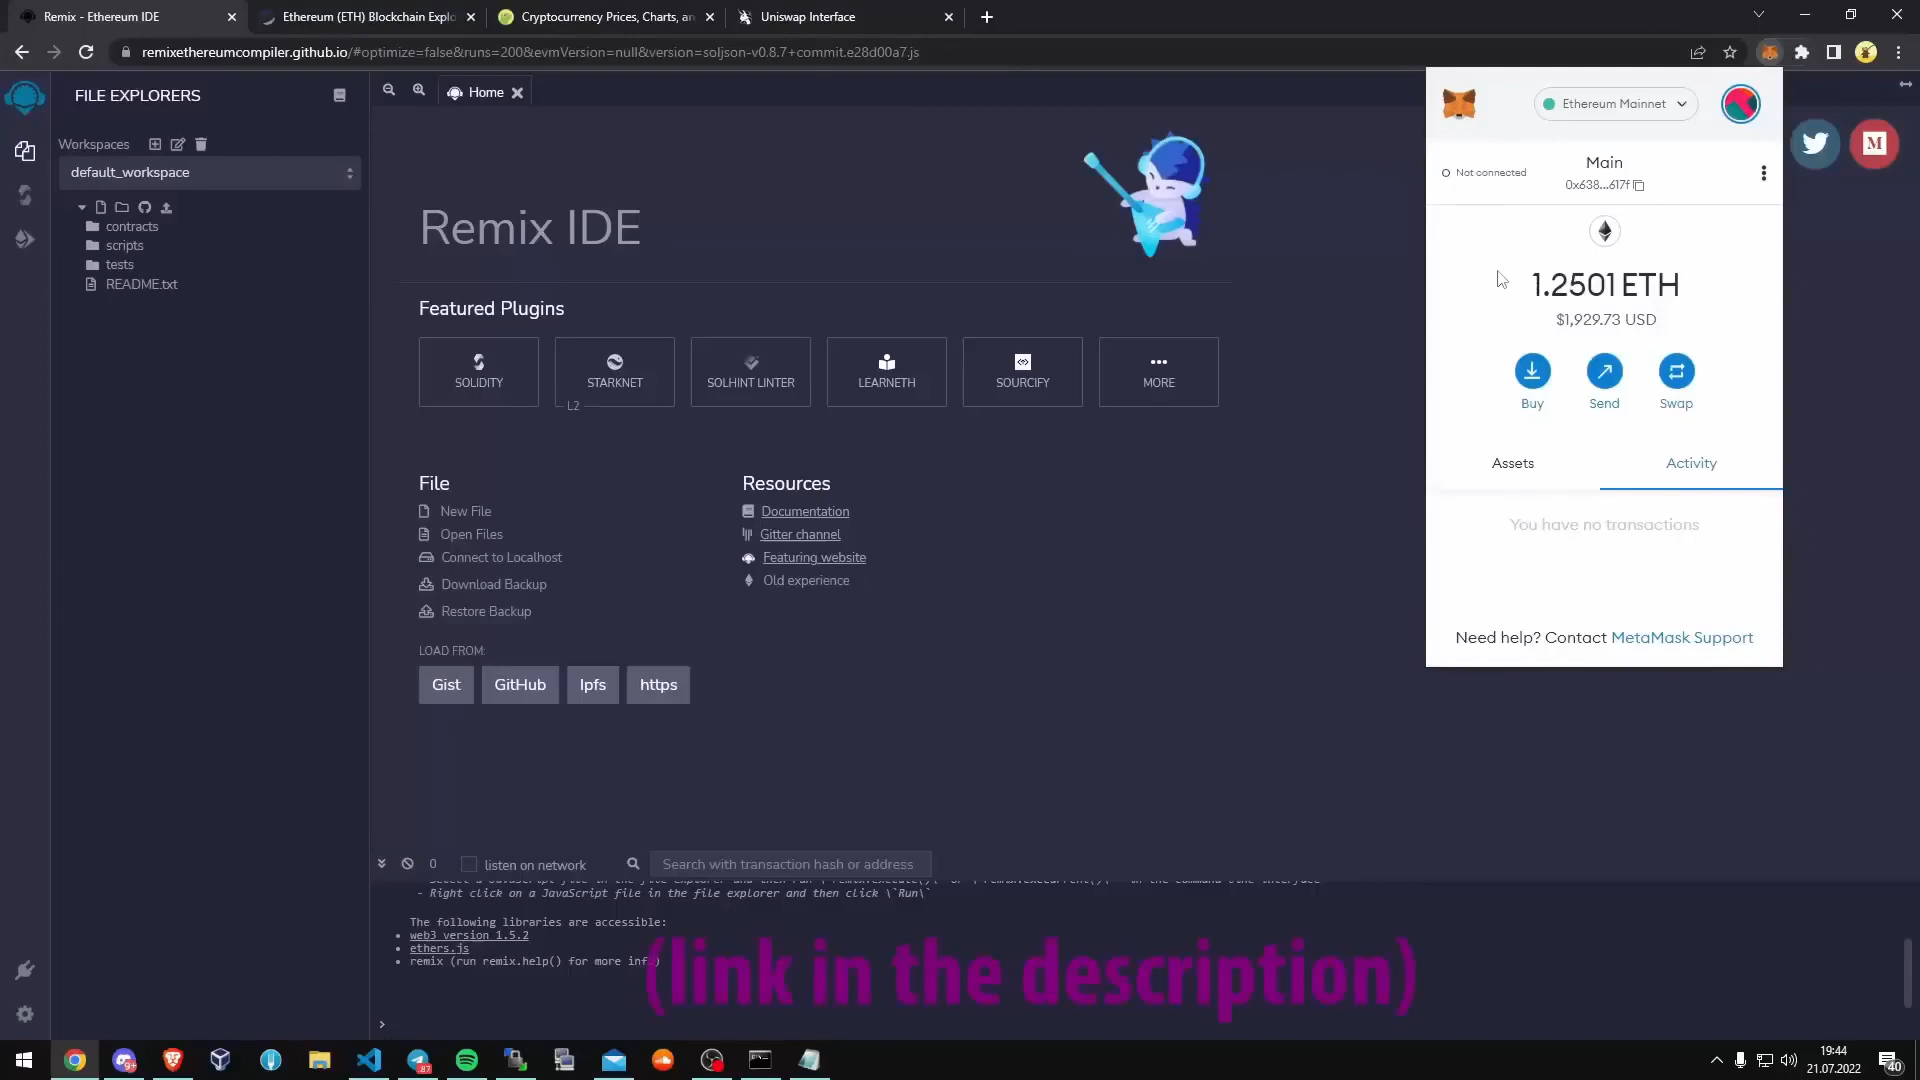 Remix - Ethereum IDE
Ethereum (ETH) Blockchain Explo
Cryptocurrency Prices, Charts, an
Uniswap Interface
remixethereumcompiler.github.io/#optimize=false&runs=200&evmVersion=null&version=soljson-v0.8.7+commit.e28d00a7.js
FILE EXPLORERS
Workspaces
default_workspace
contracts
scripts
tests
README.txt
Home
Remix IDE
Featured Plugins
SOLIDITY
STARKNET
L2
SOLHINT LINTER
LEARNETH
SOURCIFY
MORE
File
New File
Open Files
Connect to Localhost
Download Backup
Restore Backup
Resources
Documentation
Gitter channel
Featuring website
Old experience
LOAD FROM:
Gist
GitHub
Ipfs
https
Ethereum Mainnet
Not connected
Main
0x638...617f
1.2501 ETH
$1,929.73 USD
Buy
Send
Swap
Assets
Activity
You have no transactions
Need help? Contact MetaMask Support
M
0
listen on network
Search with transaction hash or address
- Right click on a JavaScript file in the file explorer and then click \`Run\`
The following libraries are accessible:
web3 version 1.5.2
ethers.js
remix (run remix.help() for more info)
(link in the description)
>
9+
87
19:44
21.07.2022
40